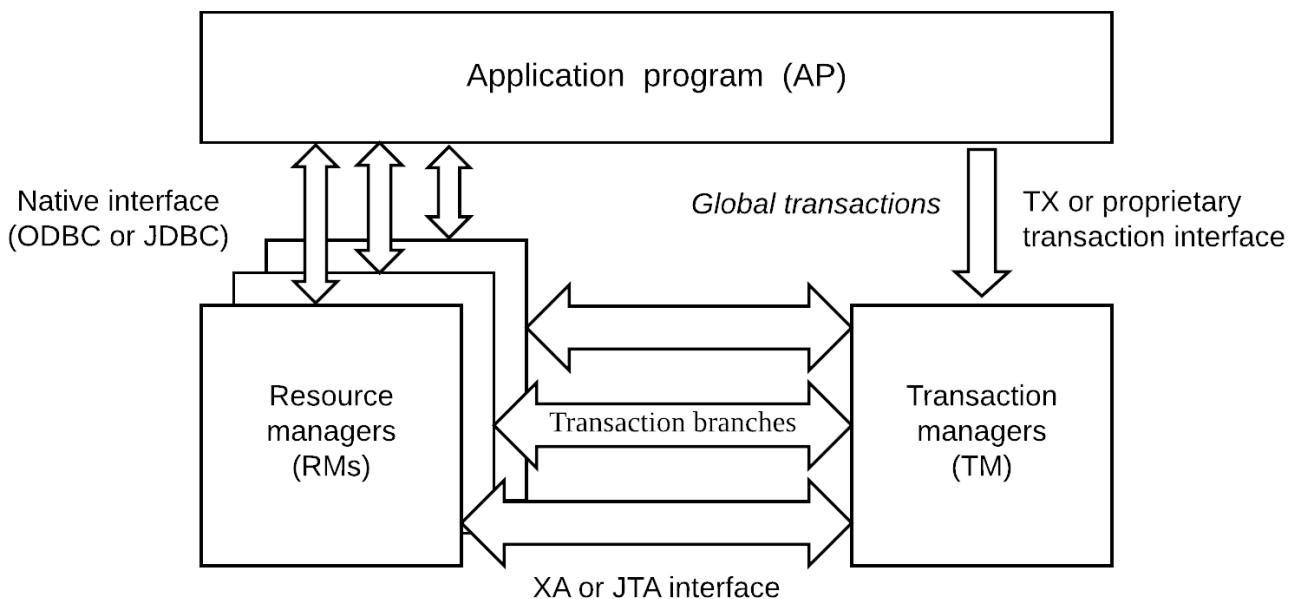 Application program (AP)
Native interface
(ODBC or JDBC)
Global transactions
TX or proprietary
transaction interface
Resource
managers
(RMs)
Transaction branches
Transaction
managers
(TM)
XA or JTA interface